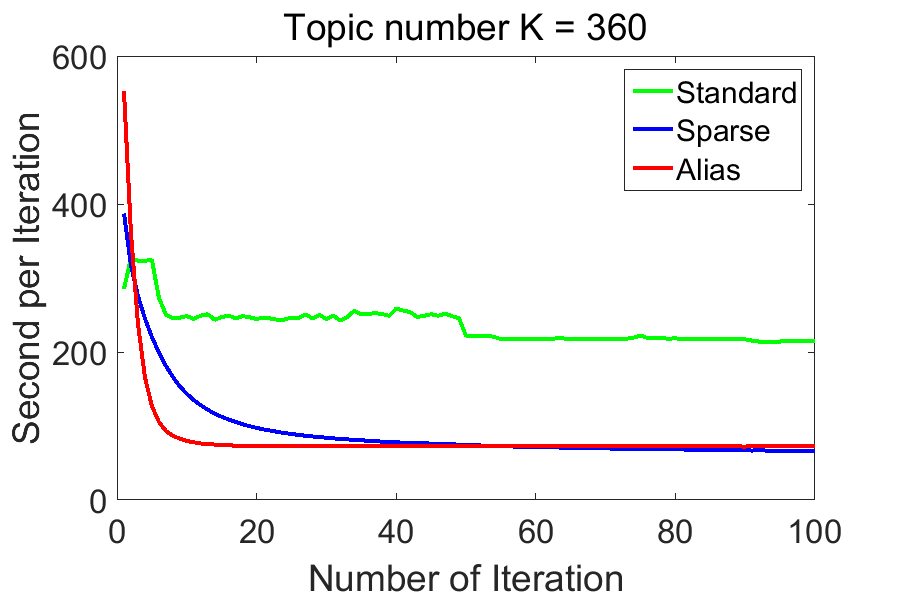 Topic number K = 360
600
400
200
0
Second per Iteration
Standard
Sparse
Alias
0 20 40 60 80 100
Number of Iteration